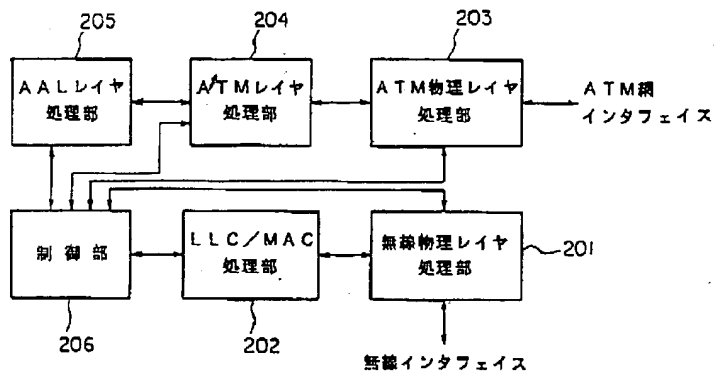 205
204
203
AALレイヤ
処理部
ATMレイヤ
処理部
ATM物理レイヤ
処理部
ATM網
インタフェイス
制御部
LLC/MAC
処理部
無線物理レイヤ
処理部
201
206
202
無線インタフェイス